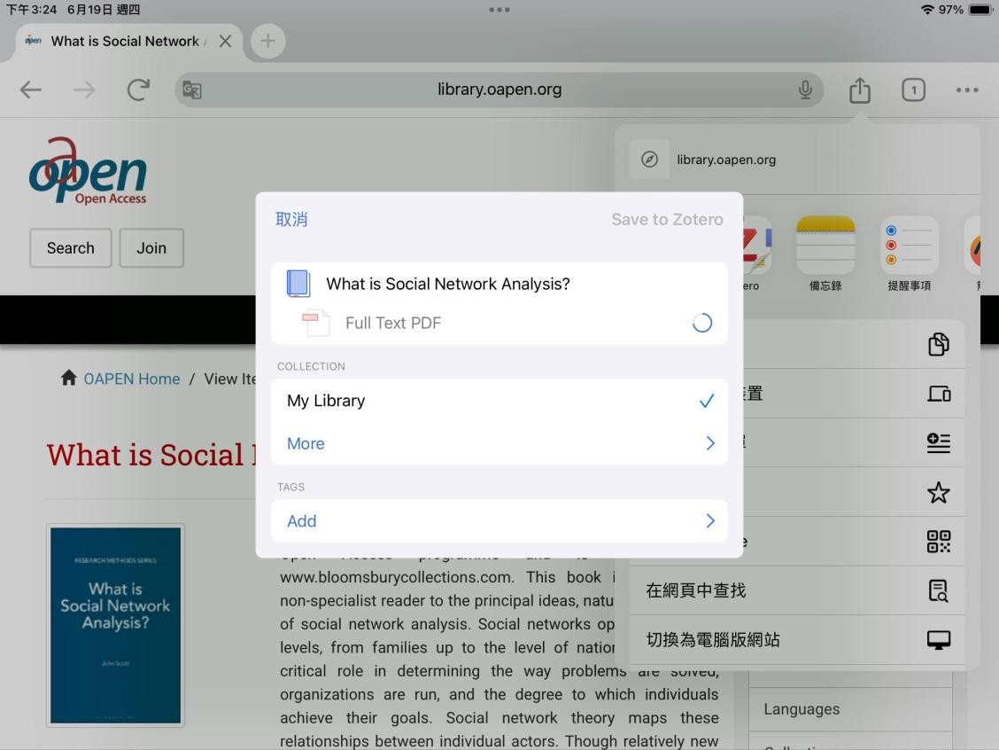 下午3:24 6月19日 週四
97%
open What is Social Network
library.oapen.org
1
oapen
Open Access
library.oapen.org
Search
Join
取消
Save to Zotero
What is Social Network Analysis?
Full Text PDF
COLLECTION
My Library
More
TAGS
Add
備忘錄
提醒事項
OAPEN Home / View
What is Social
RESEARCH METHODS SERIES
What is
Social Network
Analysis?
John Scott
Open Access programme and is
www.bloomsburycollections.com. This book
non-specialist reader to the principal ideas,
of social network analysis. Social networks
levels, from families up to the level of
critical role in determining the way problems are solved,
organizations are run, and the degree to which individuals
achieve their goals. Social network theory maps these
relationships between individual actors. Though relatively new
在網頁中查找
切換為電腦版網站
Languages